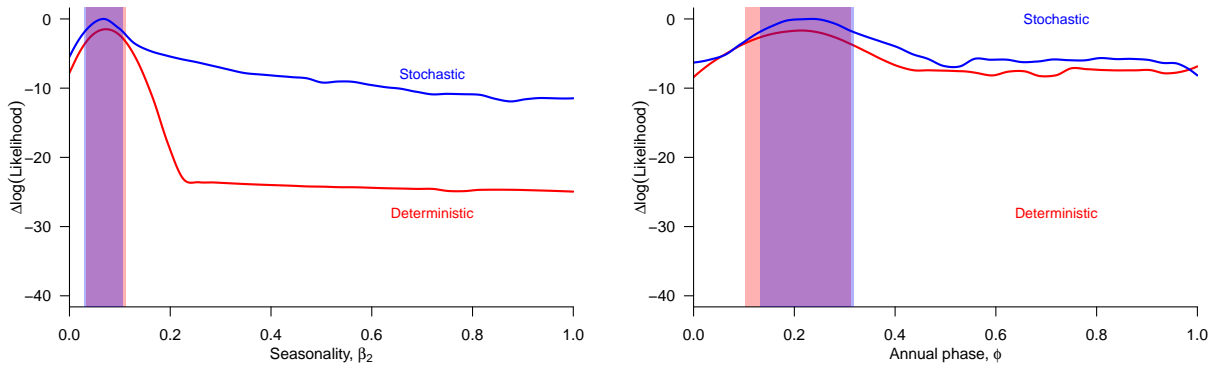 0
−10
−20
−30
−40
Δlog(Likelihood)
Stochastic
Deterministic
0.0 0.2 0.4 0.6 0.8 1.0
Seasonality, β2
0
−10
−20
−30
−40
Δlog(Likelihood)
Stochastic
Deterministic
0.0 0.2 0.4 0.6 0.8 1.0
Annual phase, ϕ